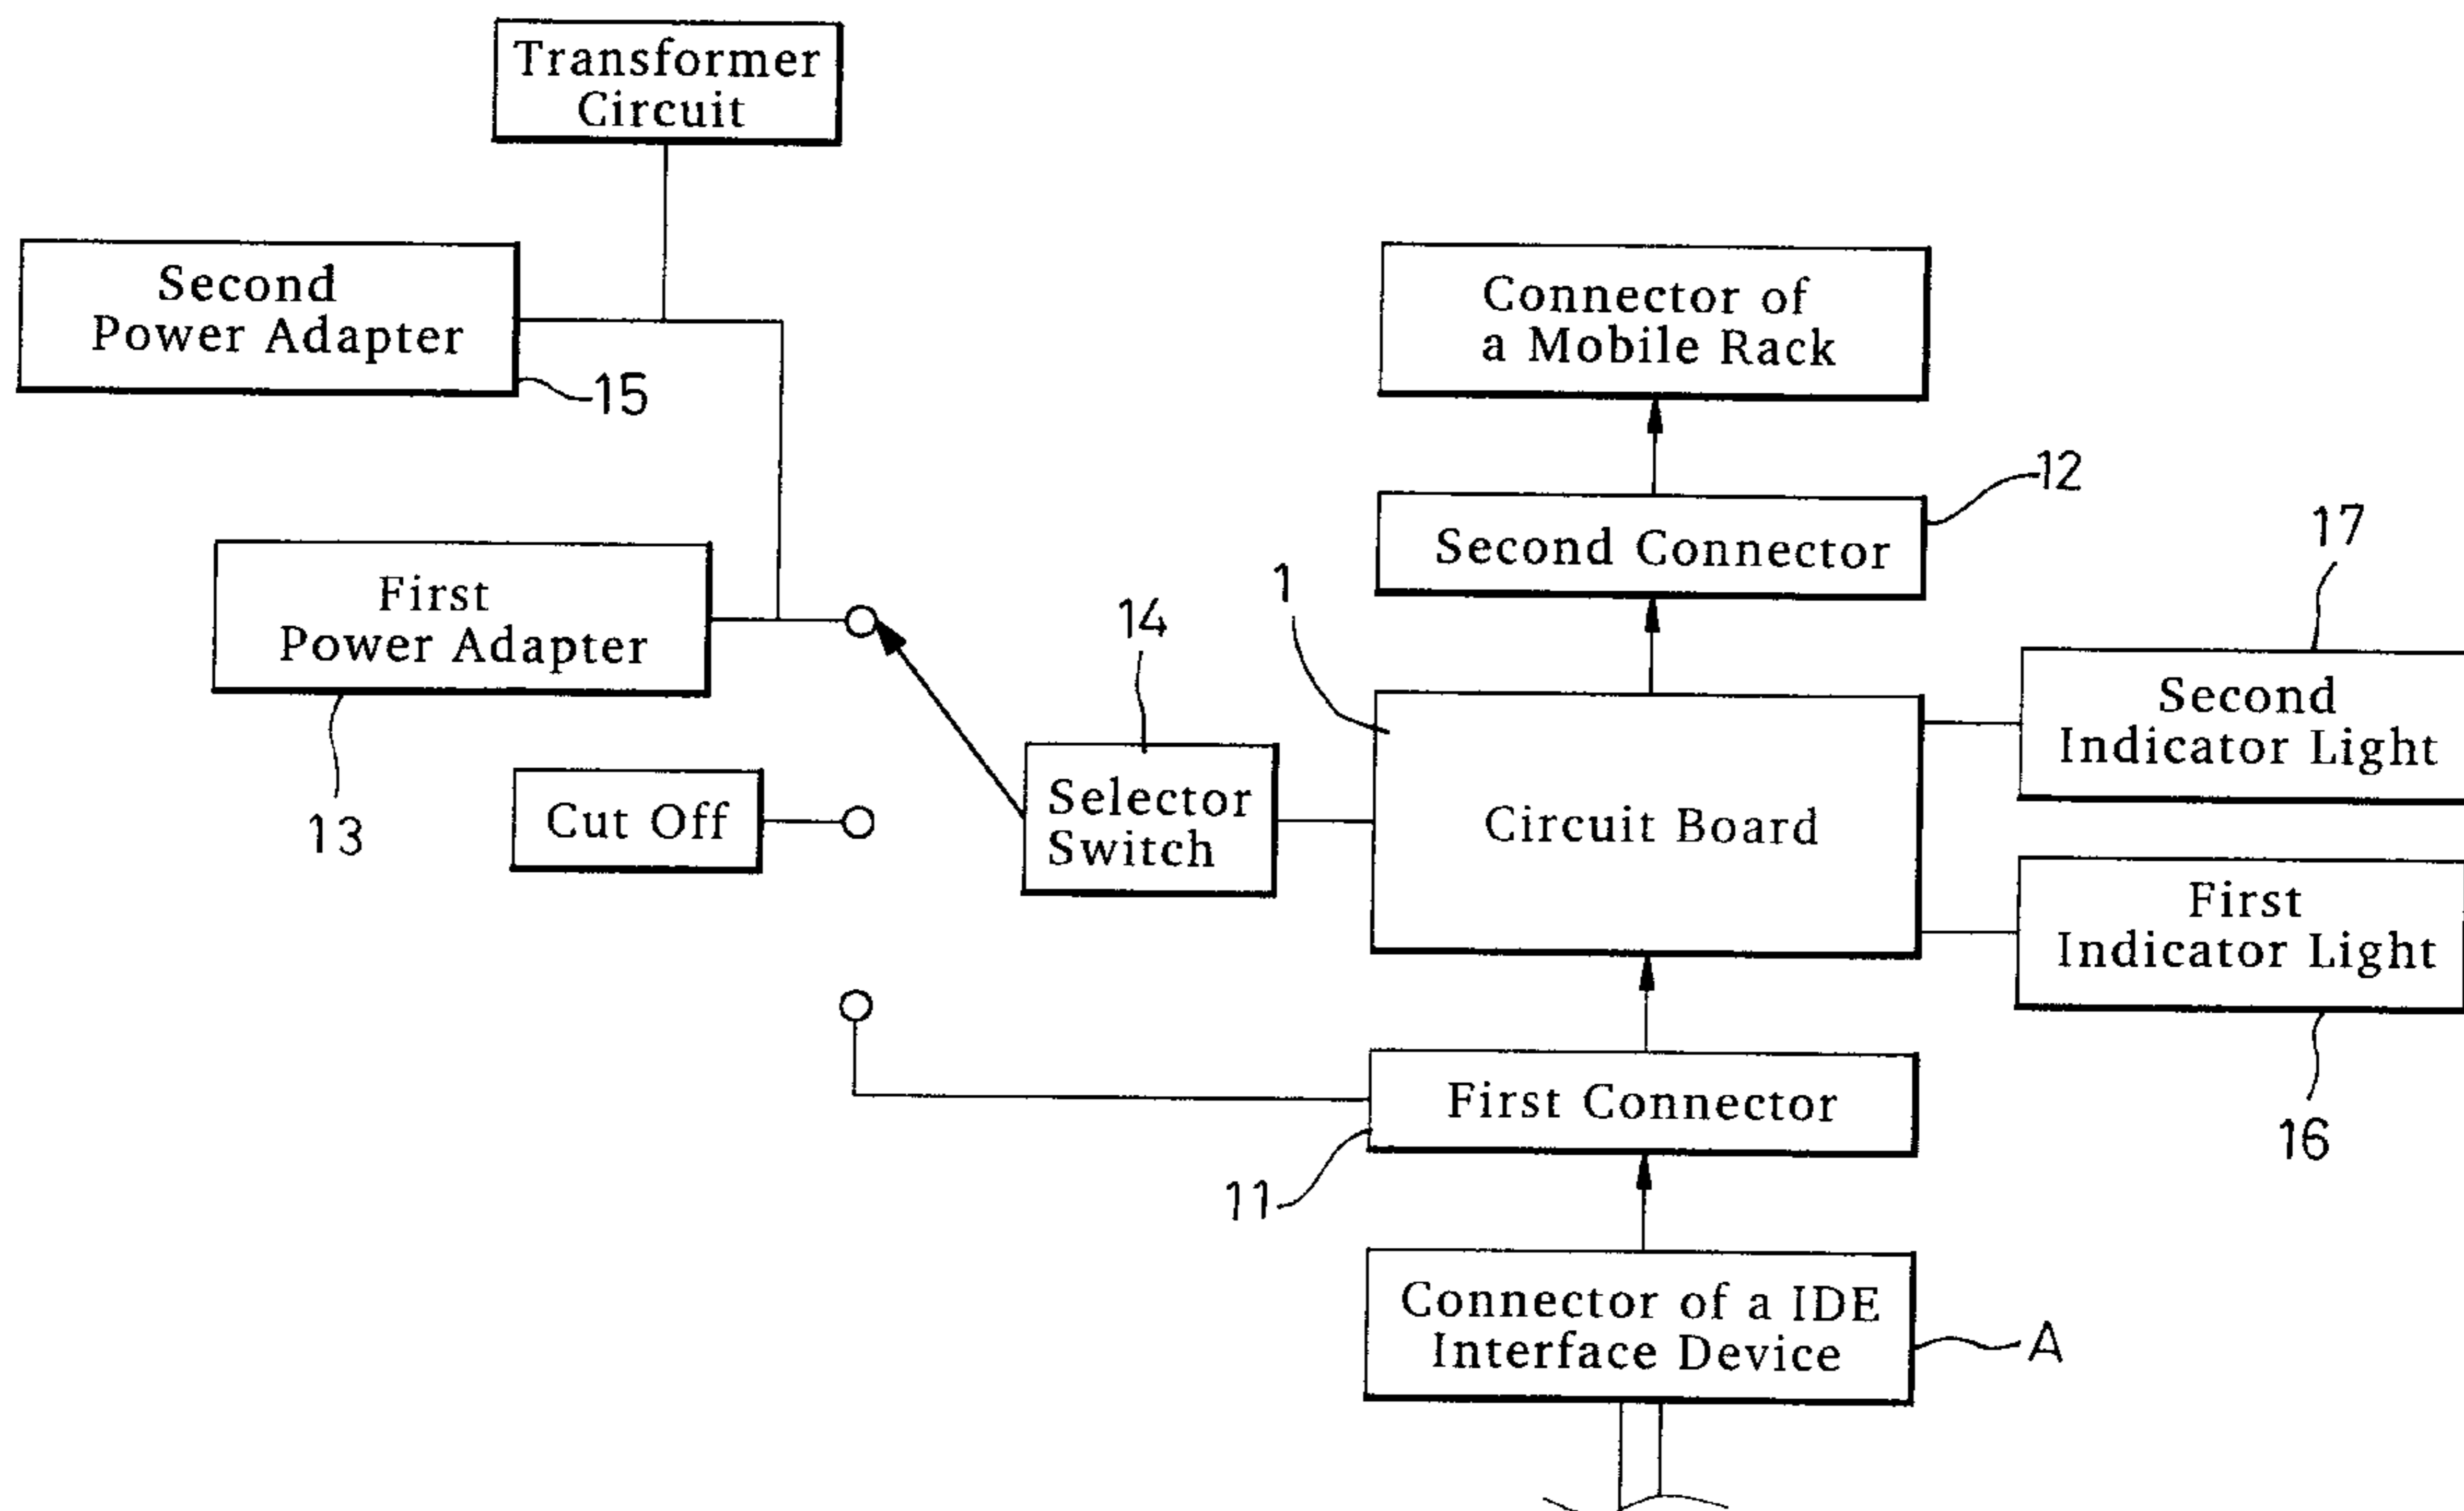 Transformer
Circuit
Second
Power Adapter
15
Connector of
a Mobile Rack
12
Second Connector
17
1
14
First
Power Adapter
13
Second
Indicator Light
Selector
Switch
Cut Off
Circuit Board
First
Indicator Light
16
First Connector
11
Connector of a IDE
Interface Device
A